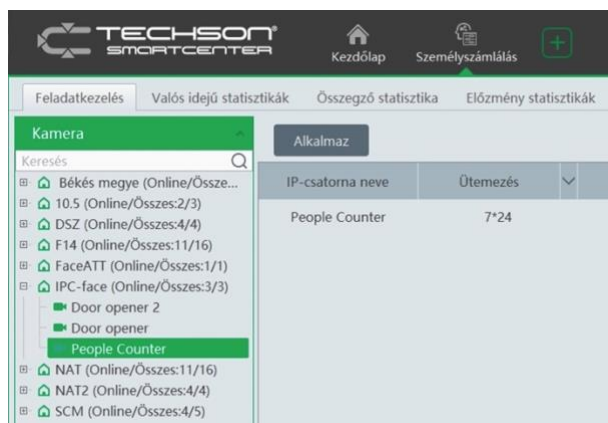 TECHSON
SMARTCENTER
Kezdőlap
Személyszámlálás
Feladatkezelés
Valós idejű statisztikák
Összegző statisztika
Előzmény statisztikák
Kamera
Keresés
Békés megye (Online/Össze...
10.5 (Online/Összes:2/3)
DSZ (Online/Összes:4/4)
F14 (Online/Összes:11/16)
FaceATT (Online/Összes:1/1)
IPC-face (Online/Összes:3/3)
Door opener 2
Door opener
People Counter
NAT (Online/Összes:11/16)
NAT2 (Online/Összes:4/4)
SCM (Online/Összes:4/5)
Alkalmaz
IP-csatorna neve
Ütemezés
People Counter
7*24